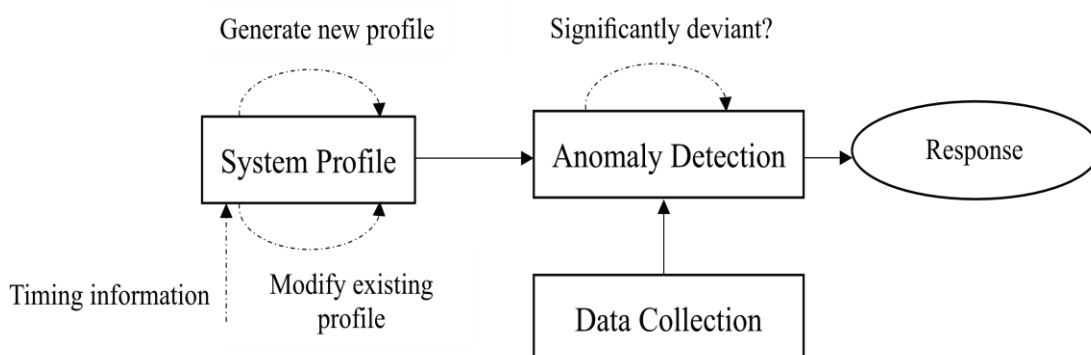 Generate new profile
Significantly deviant?
System Profile
Anomaly Detection
Response
Timing information
Modify existing
profile
Data Collection